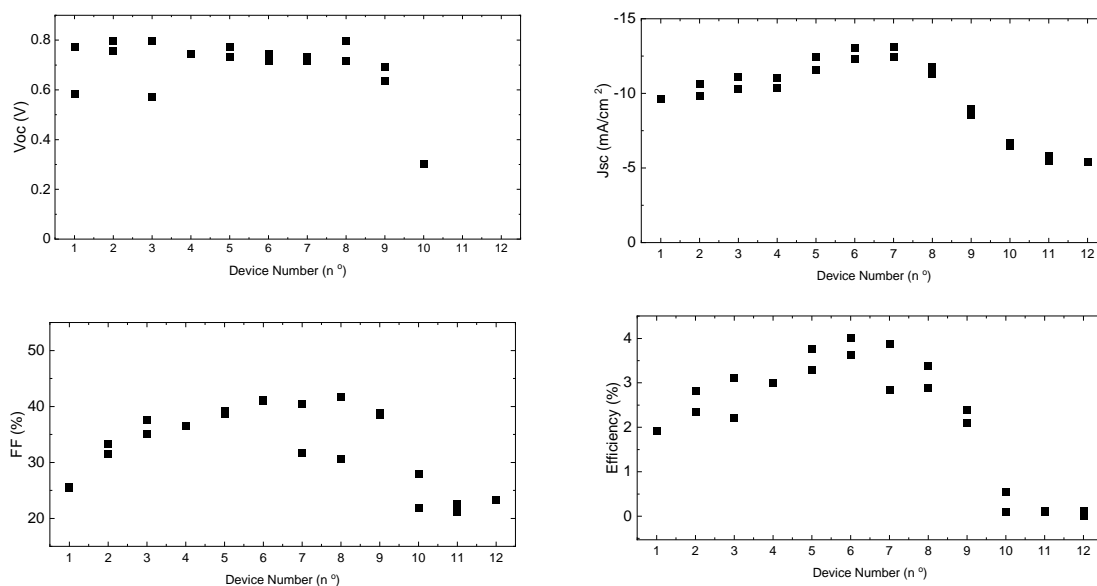 0.8
0.6
0.4
0.2
0
Voc (V)
1 2 3 4 5 6 7 8 9 10 11 12
Device Number (n º)
-15
-10
-5
0
Jsc (mA/cm²)
1 2 3 4 5 6 7 8 9 10 11 12
Device Number (n º)
50
40
30
20
FF (%)
1 2 3 4 5 6 7 8 9 10 11 12
Device Number (n º)
4
3
2
1
0
Efficiency (%)
1 2 3 4 5 6 7 8 9 10 11 12
Device Number (n º)